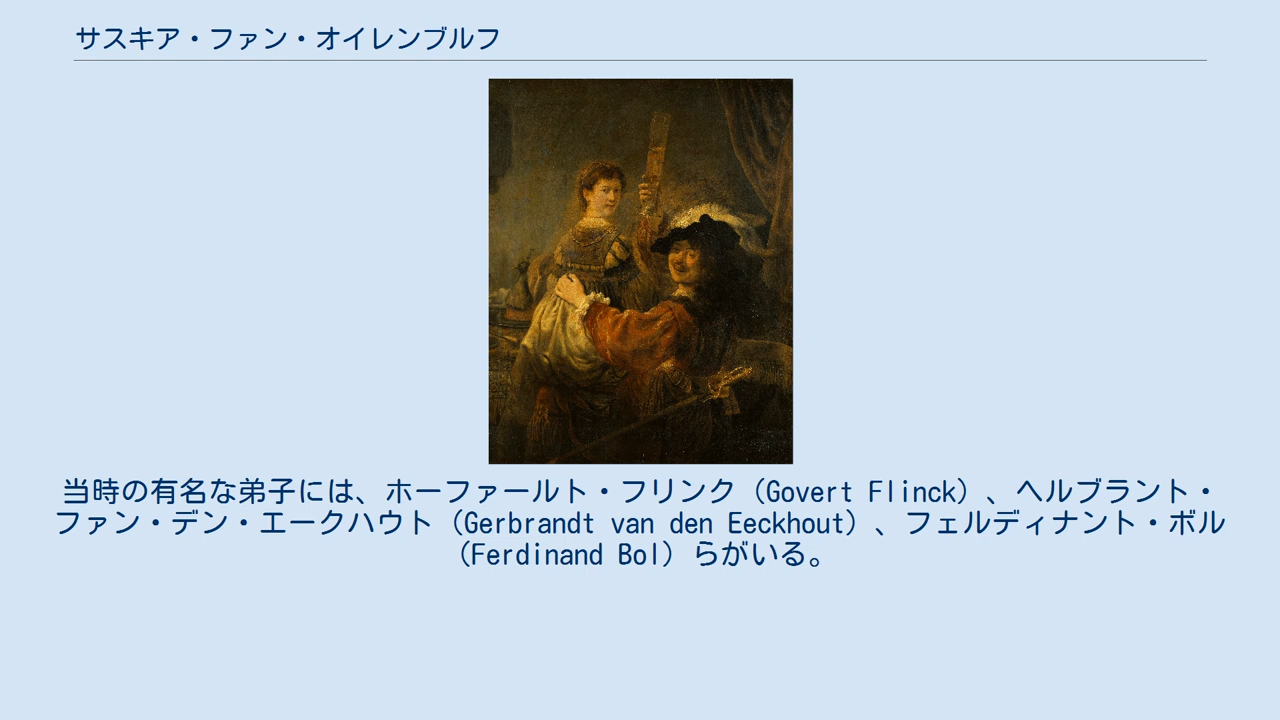 サスキア・ファン・オイレンブルフ
当時の有名な弟子には、ホーファールト・フリンク（Govert Flinck）、ヘルブラント・
ファン・デン・エークハウト（Gerbrandt van den Eeckhout）、フェルディナント・ボル
（Ferdinand Bol）らがいる。